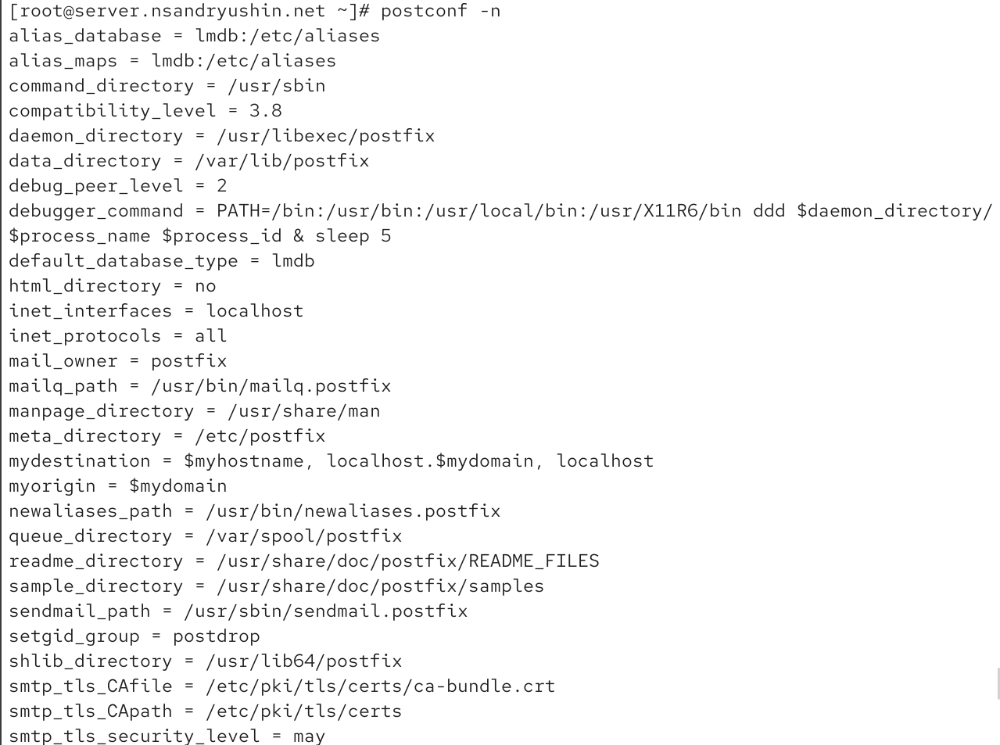 [root@server.nsandryushin.net ~]# postconf -n
alias_database = lmdb:/etc/aliases
alias_maps = lmdb:/etc/aliases
command_directory = /usr/sbin
compatibility_level = 3.8
daemon_directory = /usr/libexec/postfix
data_directory = /var/lib/postfix
debug_peer_level = 2
debugger_command = PATH=/bin:/usr/bin:/usr/local/bin:/usr/X11R6/bin ddd $daemon_directory/
$process_name $process_id & sleep 5
default_database_type = lmdb
html_directory = no
inet_interfaces = localhost
inet_protocols = all
mail_owner = postfix
mailq_path = /usr/bin/mailq.postfix
manpage_directory = /usr/share/man
meta_directory = /etc/postfix
mydestination = $myhostname, localhost.$mydomain, localhost
myorigin = $mydomain
newaliases_path = /usr/bin/newaliases.postfix
queue_directory = /var/spool/postfix
readme_directory = /usr/share/doc/postfix/README_FILES
sample_directory = /usr/share/doc/postfix/samples
sendmail_path = /usr/sbin/sendmail.postfix
setgid_group = postdrop
shlib_directory = /usr/lib64/postfix
smtp_tls_CAfile = /etc/pki/tls/certs/ca-bundle.crt
smtp_tls_CApath = /etc/pki/tls/certs
smtp_tls_security_level = may